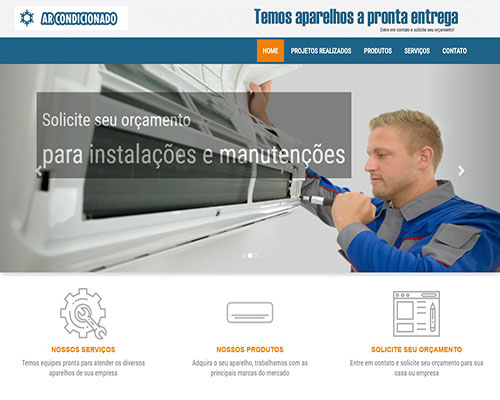 AR CONDICIONADO
Temos aparelhos a pronta entrega
Entre em contato e solicite seu orçamento!
HOME
PROJETOS REALIZADOS
PRODUTOS
SERVIÇOS
CONTATO
Solicite seu orçamento
para instalações e manutenções
NOSSOS SERVIÇOS
Temos equipes pronta para atender os diversos
aparelhos de sua empresa
NOSSOS PRODUTOS
Adquira o seu aparelho, trabalhamos com as
principais marcas do mercado
SOLICITE SEU ORÇAMENTO
Entre em contato e solicite seu orçamento para sua
casa ou empresa